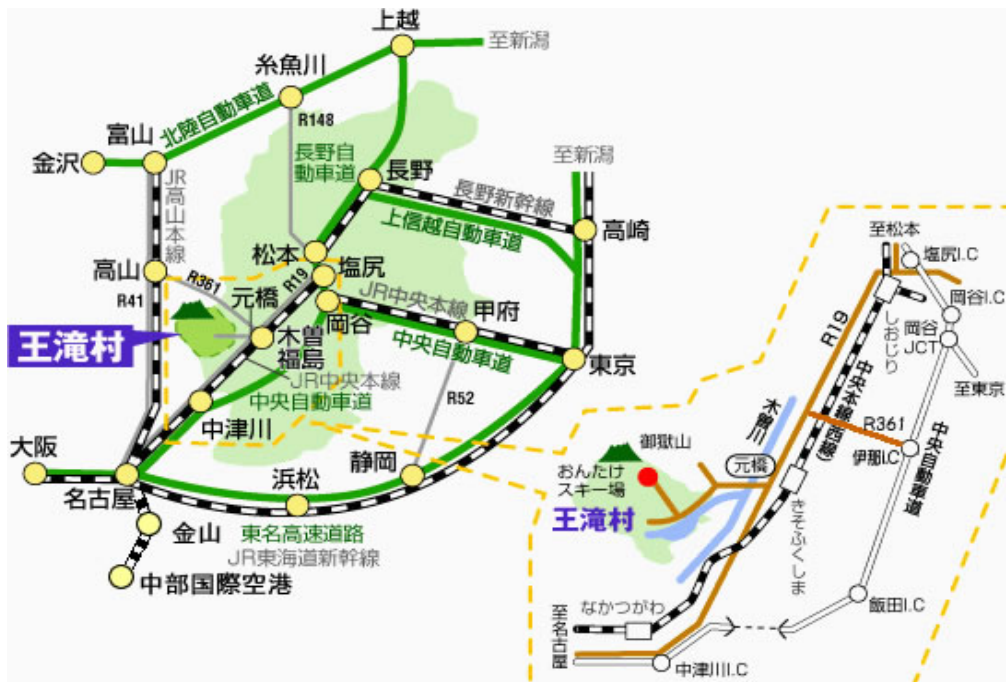 上越
至新潟
糸魚川
北陸自動車道
R148
富山
金沢
長野自
動車道
長野
JR高山本線
長野新幹線
上信越自動車道
至新潟
高崎
松本
塩尻
R19
高山
R361
R41
元橋
岡谷
JR中央本線
甲府
王滝村
木曽
福島
中央自動車道
東京
JR中央本線
中央自動車道
R52
中津川
大阪
名古屋
浜松
静岡
金山
東名高速道路
JR東海道新幹線
中部国際空港
至松本
塩尻I.C
岡谷I.C
岡谷
JCT
至東京
R19
しおじり
中央本線(西線)
R361
伊那I.C
中央自動車道
木曽川
御嶽山
元橋
おんたけ
スキー場
王滝村
きそふくしま
なかつがわ
至名古屋
飯田I.C
中津川I.C